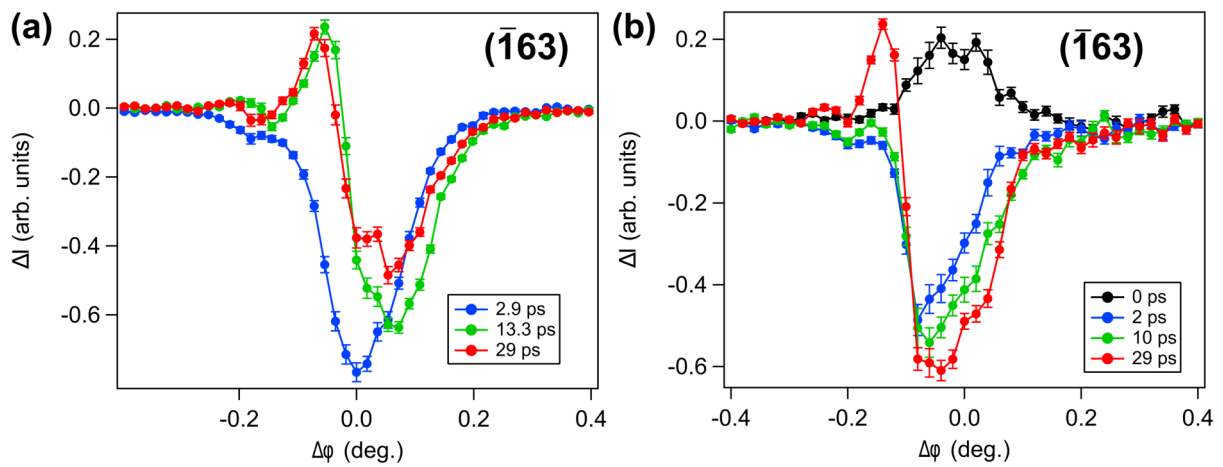 (a)
(1̄63)
0.2
0.0
-0.2
-0.4
-0.6
ΔI (arb. units)
2.9 ps
13.3 ps
29 ps
-0.2
0.0
0.2
0.4
Δφ (deg.)
(b)
(1̄63)
0.2
0.0
-0.2
-0.4
-0.6
ΔI (arb. units)
0 ps
2 ps
10 ps
29 ps
-0.4
-0.2
0.0
0.2
0.4
Δφ (deg.)